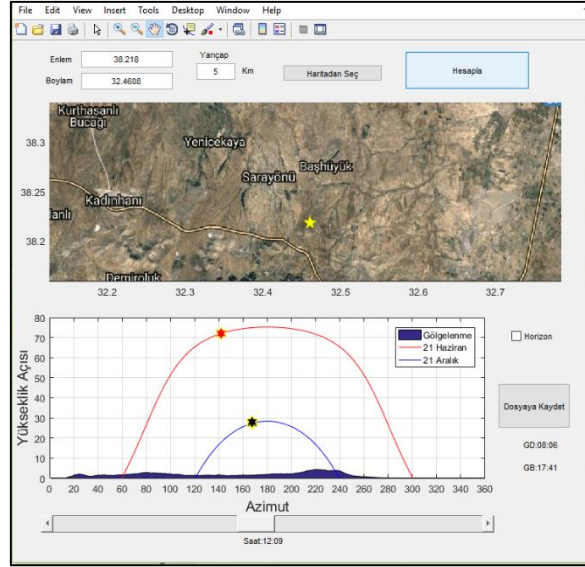 File Edit View Insert Tools Desktop Window Help
Enlem 38.218
Boylam 32.4608
Yarıçap
5 Km
Haritadan Seç
Hesapla
Kurthasanlı
Bucağı
Yenicekaya
Başhüyük
Sarayönü
Kadınhanı
anlı
Demiroluk
38.3
38.25
38.2
32.2 32.3 32.4 32.5 32.6 32.7
Yükseklik Açısı
80
70
60
50
40
30
20
10
0
0 20 40 60 80 100 120 140 160 180 200 220 240 260 280 300 320 340 360
Azimut
Gölgelenme
21 Haziran
21 Aralık
Horizon
Dosyaya Kaydet
GD:08:06
GB:17:41
Saat:12:09